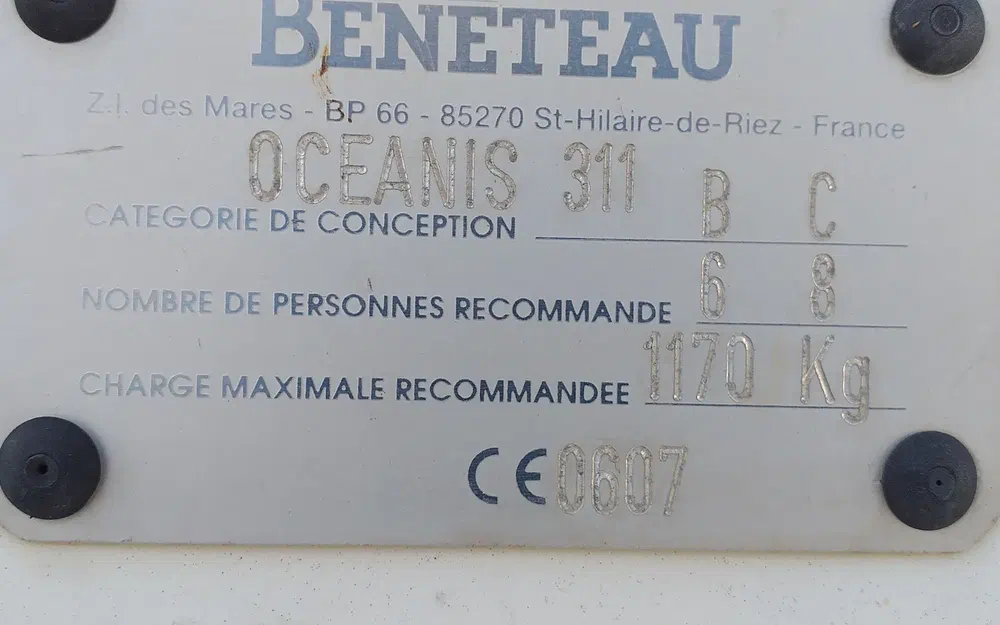 BENETEAU
Z.I. des Mares - BP 66 - 85270 St-Hilaire-de-Riez - France
OCEANIS 311
CATEGORIE DE CONCEPTION B C
NOMBRE DE PERSONNES RECOMMANDE 6 8
CHARGE MAXIMALE RECOMMANDEE 1170 Kg
CE 0607